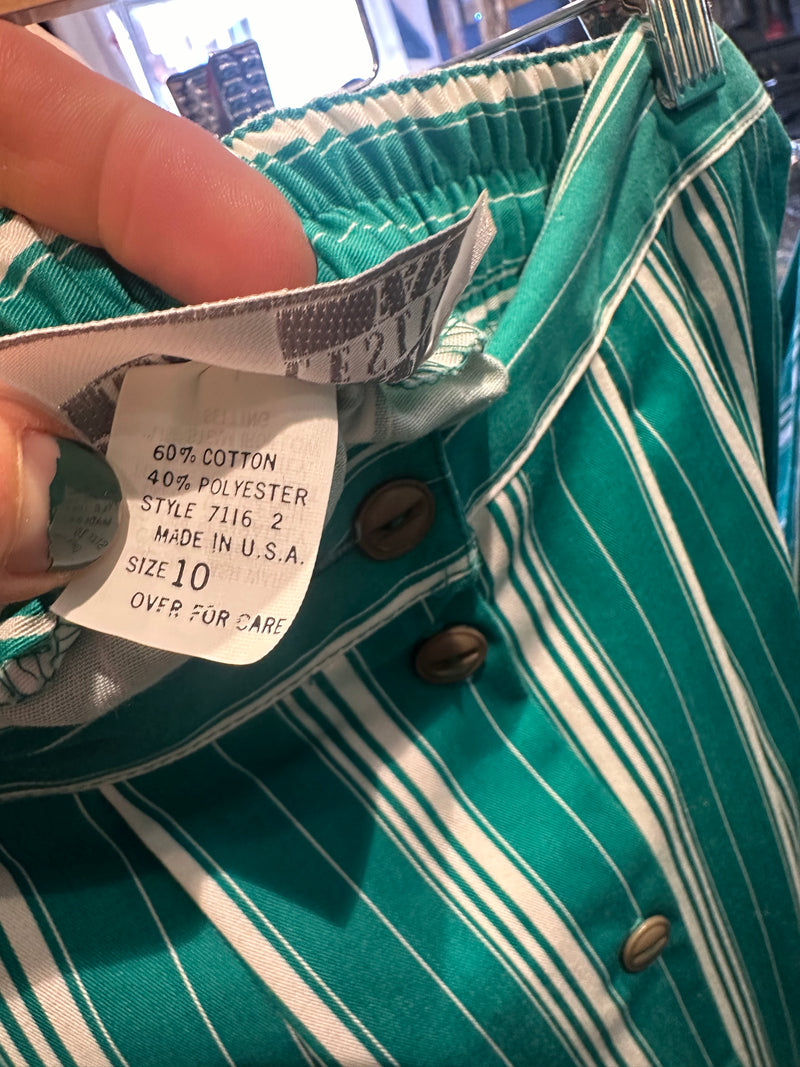 60% COTTON
40% POLYESTER
STYLE 7116 2
MADE IN U.S.A.
SIZE 10
OVER FOR CARE